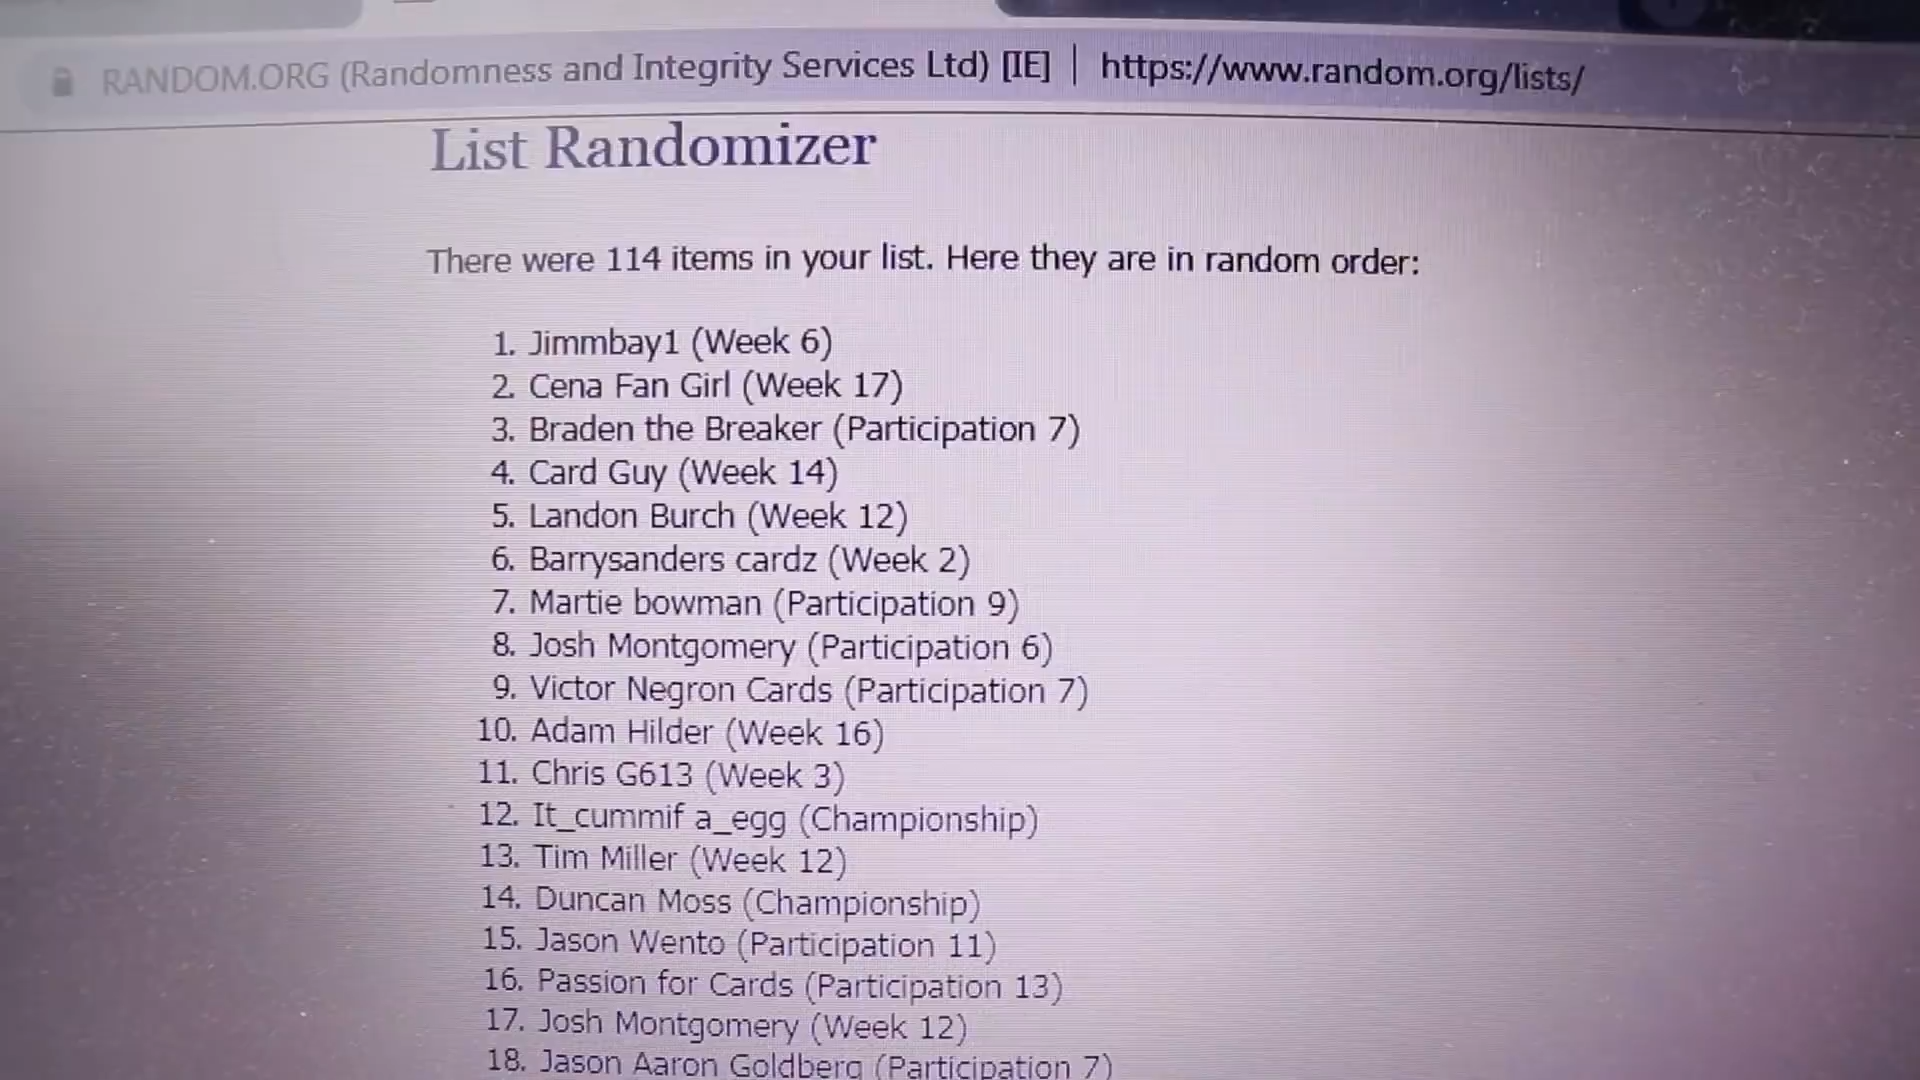 RANDOM.ORG (Randomness and Integrity Services Ltd) [IE] | https://www.random.org/lists/
List Randomizer
There were 114 items in your list. Here they are in random order:
1. Jimmbay1 (Week 6)
2. Cena Fan Girl (Week 17)
3. Braden the Breaker (Participation 7)
4. Card Guy (Week 14)
5. Landon Burch (Week 12)
6. Barrysanders cardz (Week 2)
7. Martie bowman (Participation 9)
8. Josh Montgomery (Participation 6)
9. Victor Negron Cards (Participation 7)
10. Adam Hilder (Week 16)
11. Chris G613 (Week 3)
12. It_cummif a_egg (Championship)
13. Tim Miller (Week 12)
14. Duncan Moss (Championship)
15. Jason Wento (Participation 11)
16. Passion for Cards (Participation 13)
17. Josh Montgomery (Week 12)
18. Jason Aaron Goldberg (Participation 7)